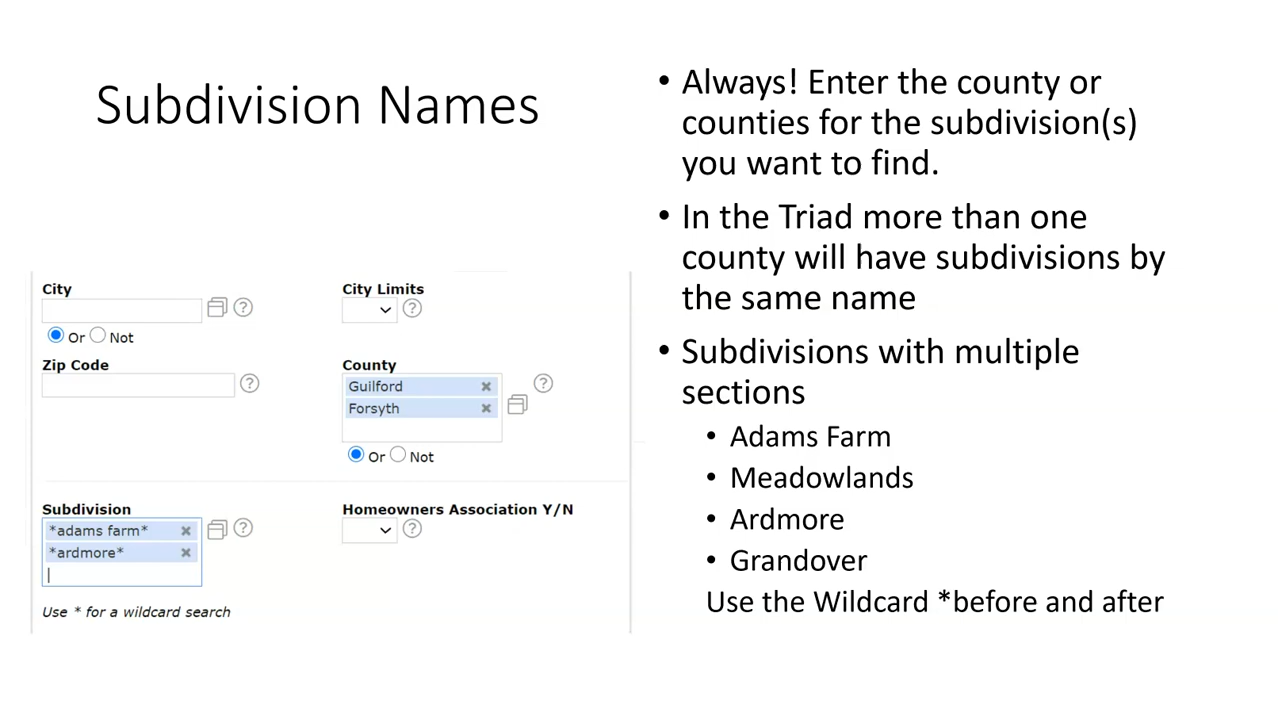 Subdivision Names
City
City Limits
Or Not
Zip Code
County
Guilford
Forsyth
Or Not
Subdivision
Homeowners Association Y/N
*adams farm*
*ardmore*
Use * for a wildcard search
• Always! Enter the county or
counties for the subdivision(s)
you want to find.
• In the Triad more than one
county will have subdivisions by
the same name
• Subdivisions with multiple
sections
• Adams Farm
• Meadowlands
• Ardmore
• Grandover
Use the Wildcard *before and after